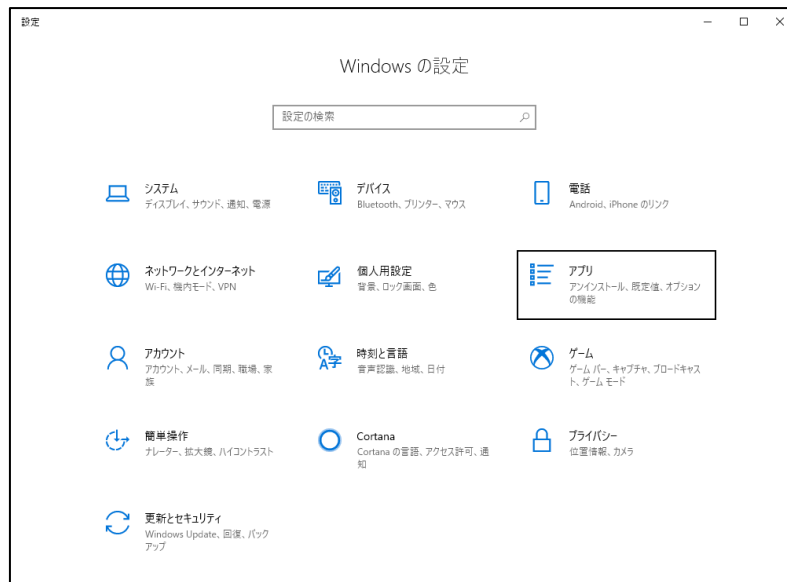 設定
Windows の設定
設定の検索
システム
ディスプレイ、サウンド、通知、電源
デバイス
Bluetooth、プリンター、マウス
電話
Android、iPhone のリンク
ネットワークとインターネット
Wi-Fi、機内モード、VPN
個人用設定
背景、ロック画面、色
アプリ
アンインストール、既定値、オプション
の機能
アカウント
アカウント、メール、同期、職場、家
族
時刻と言語
音声認識、地域、日付
ゲーム
ゲーム バー、キャプチャ、ブロードキャス
ト、ゲーム モード
簡単操作
ナレーター、拡大鏡、ハイコントラスト
Cortana
Cortana の言語、アクセス許可、通
知
プライバシー
位置情報、カメラ
更新とセキュリティ
Windows Update、回復、バック
アップ